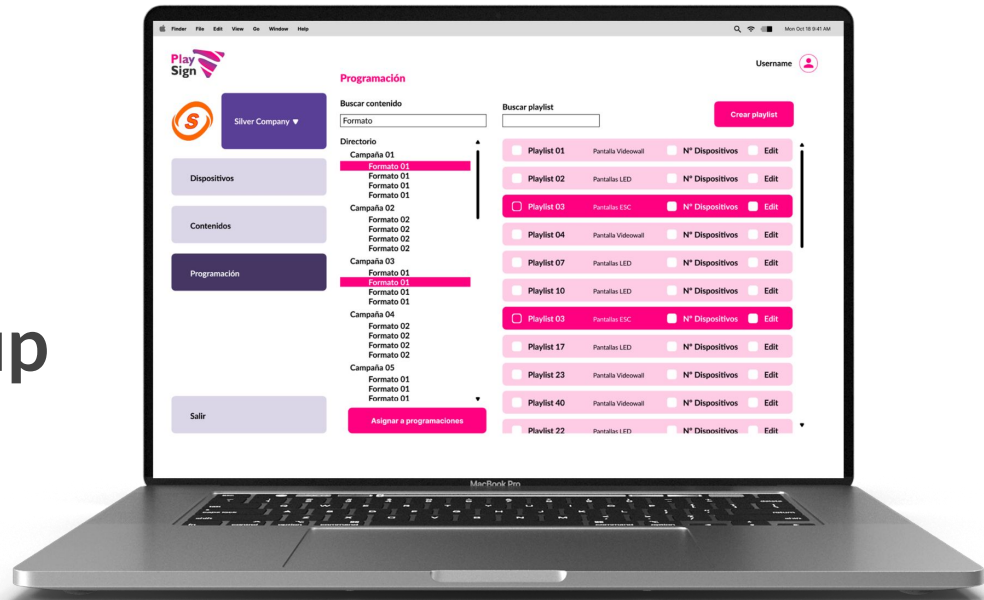 Finder File Edit View Go Window Help
Mon Oct 18 9:41 AM
Play
Sign
Username
Silver Company
Dispositivos
Contenidos
Programación
Salir
Programación
Buscar contenido
Formato
Directorio
Campaña 01
Formato 01
Formato 01
Formato 01
Formato 01
Campaña 02
Formato 02
Formato 02
Formato 02
Formato 02
Campaña 03
Formato 01
Formato 01
Formato 01
Formato 01
Campaña 04
Formato 02
Formato 02
Formato 02
Formato 02
Campaña 05
Formato 01
Formato 01
Formato 01
Asignar a programaciones
Buscar playlist
Crear playlist
Playlist 01 Pantalla Videowall Nº Dispositivos Edit
Playlist 02 Pantallas LED Nº Dispositivos Edit
Playlist 03 Pantallas ESC Nº Dispositivos Edit
Playlist 04 Pantalla Videowall Nº Dispositivos Edit
Playlist 07 Pantallas LED Nº Dispositivos Edit
Playlist 10 Pantallas LED Nº Dispositivos Edit
Playlist 03 Pantallas ESC Nº Dispositivos Edit
Playlist 17 Pantallas LED Nº Dispositivos Edit
Playlist 23 Pantalla Videowall Nº Dispositivos Edit
Playlist 40 Pantalla Videowall Nº Dispositivos Edit
Playlist 22 Pantallas LED Nº Dispositivos Edit
MacBook Pro